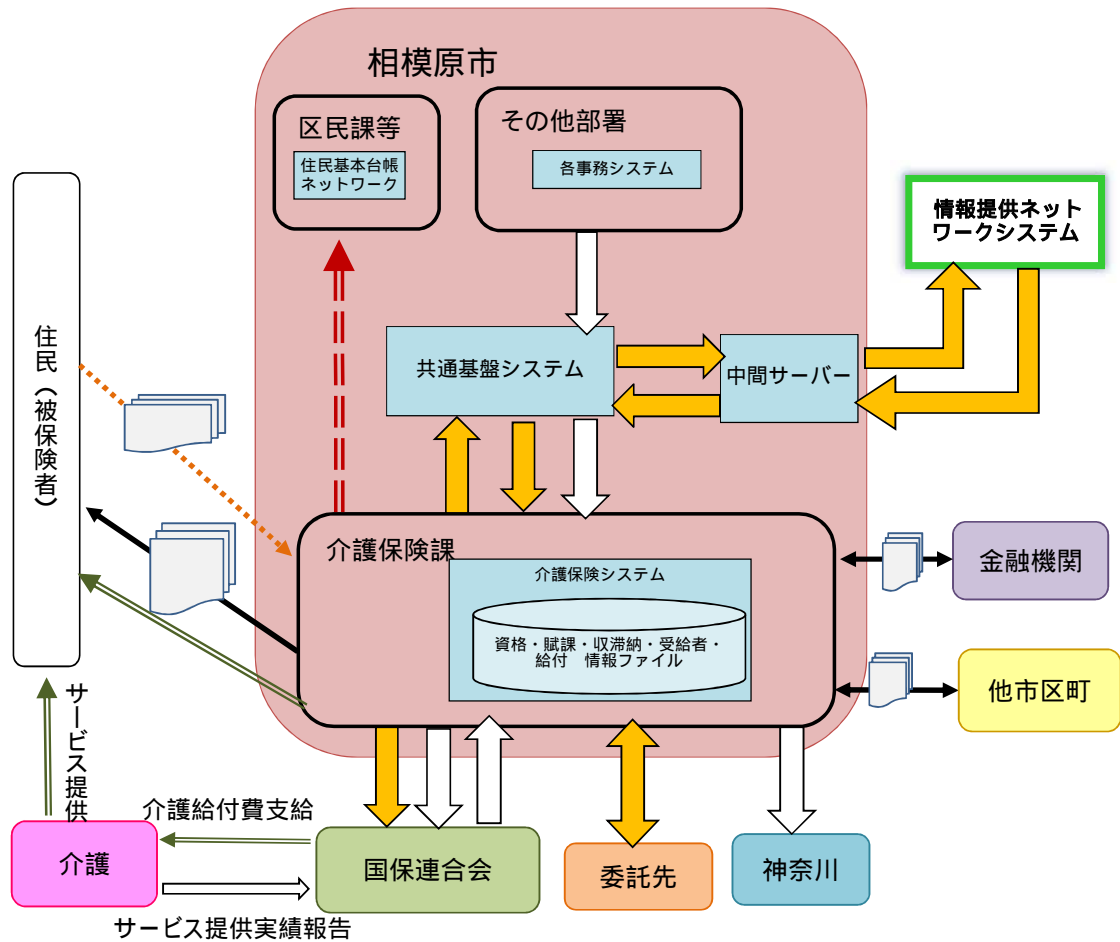 相模原市
区民課等
住民基本台帳
ネットワーク
その他部署
各事務システム
情報提供ネット
ワークシステム
住民（被保険者）
共通基盤システム
中間サーバー
介護保険課
介護保険システム
資格・賦課・収滞納・受給者・
給付　情報ファイル
金融機関
他市区町
サービス提供
介護給付費支給
介護
国保連合会
委託先
神奈川
サービス提供実績報告